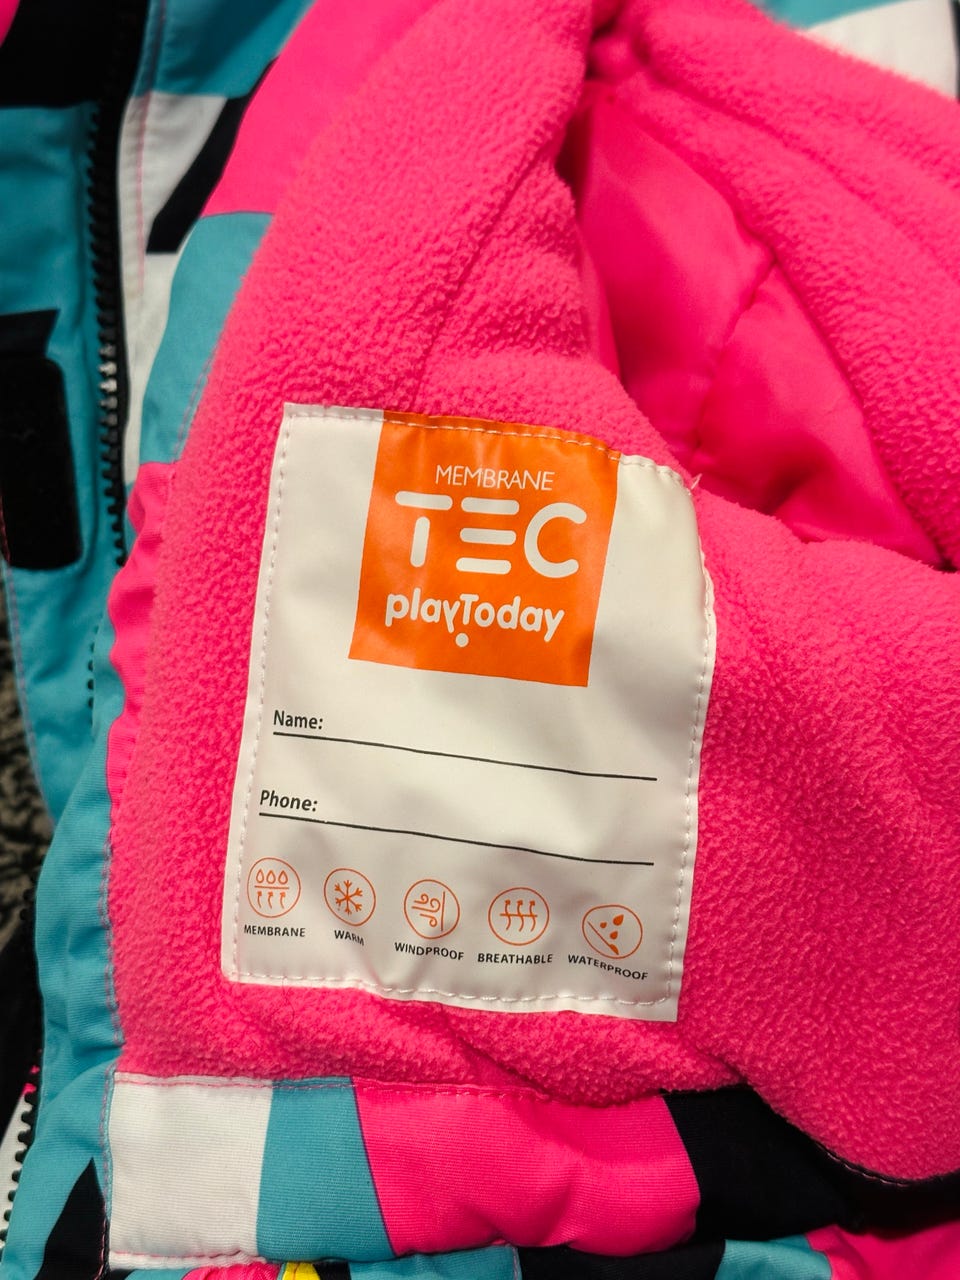 MEMBRANE
TEC
playToday
Name:
Phone:
MEMBRANE WARM WINDPROOF BREATHABLE WATERPROOF